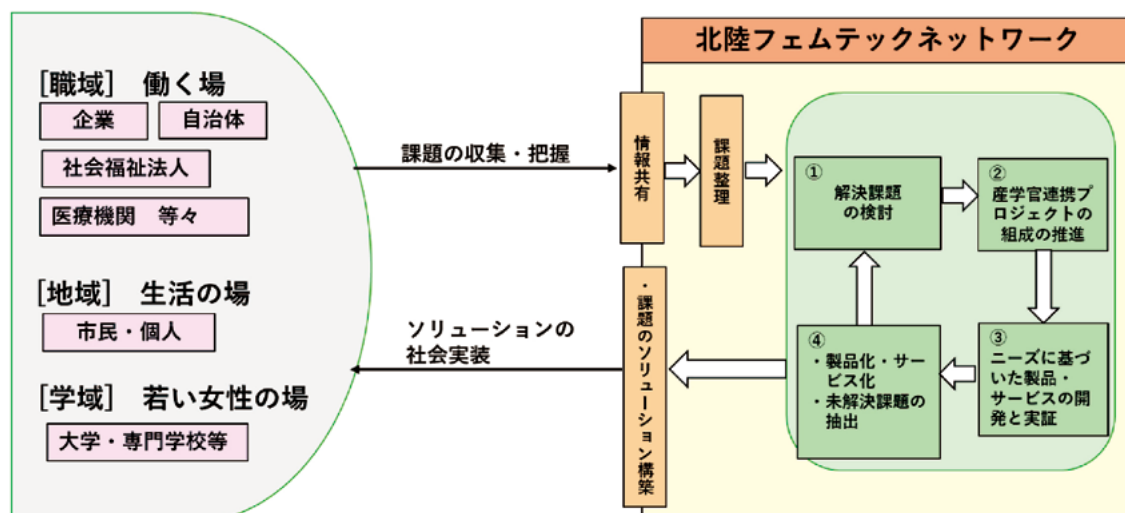 北陸フェムテックネットワーク
[職域] 働く場
企業
自治体
社会福祉法人
医療機関 等々
[地域] 生活の場
市民・個人
[学域] 若い女性の場
大学・専門学校等
課題の収集・把握
ソリューションの
社会実装
情報共有
課題整理
・課題のソリューション構築
①
解決課題
の検討
②
産学官連携プ
ロジェクトの
組成の推進
③
ニーズに基づ
いた製品・
サービスの開
発と実証
④
・製品化・サー
ビス化
・未解決課題の
抽出